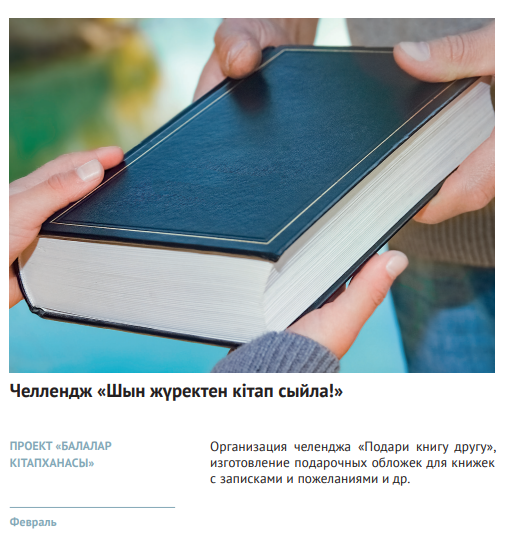 Челлендж «Шын жүректен кітап сыйла!»
ПРОЕКТ «БАЛАЛАР
КІТАПХАНАСЫ»
Организация челенджа «Подари книгу другу»,
изготовление подарочных обложек для книжек
с записками и пожеланиями и др.
Февраль